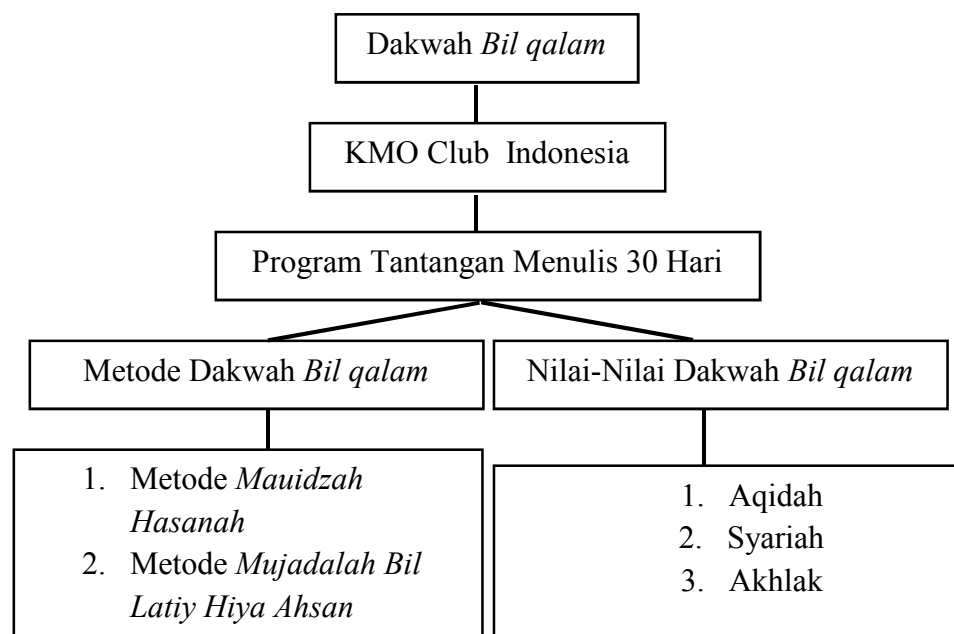 Dakwah Bil qalam
KMO Club Indonesia
Program Tantangan Menulis 30 Hari
Metode Dakwah Bil qalam
Nilai-Nilai Dakwah Bil qalam
1. Metode Mauidzah
Hasanah
2. Metode Mujadalah Bil
Latiy Hiya Ahsan
1. Aqidah
2. Syariah
3. Akhlak